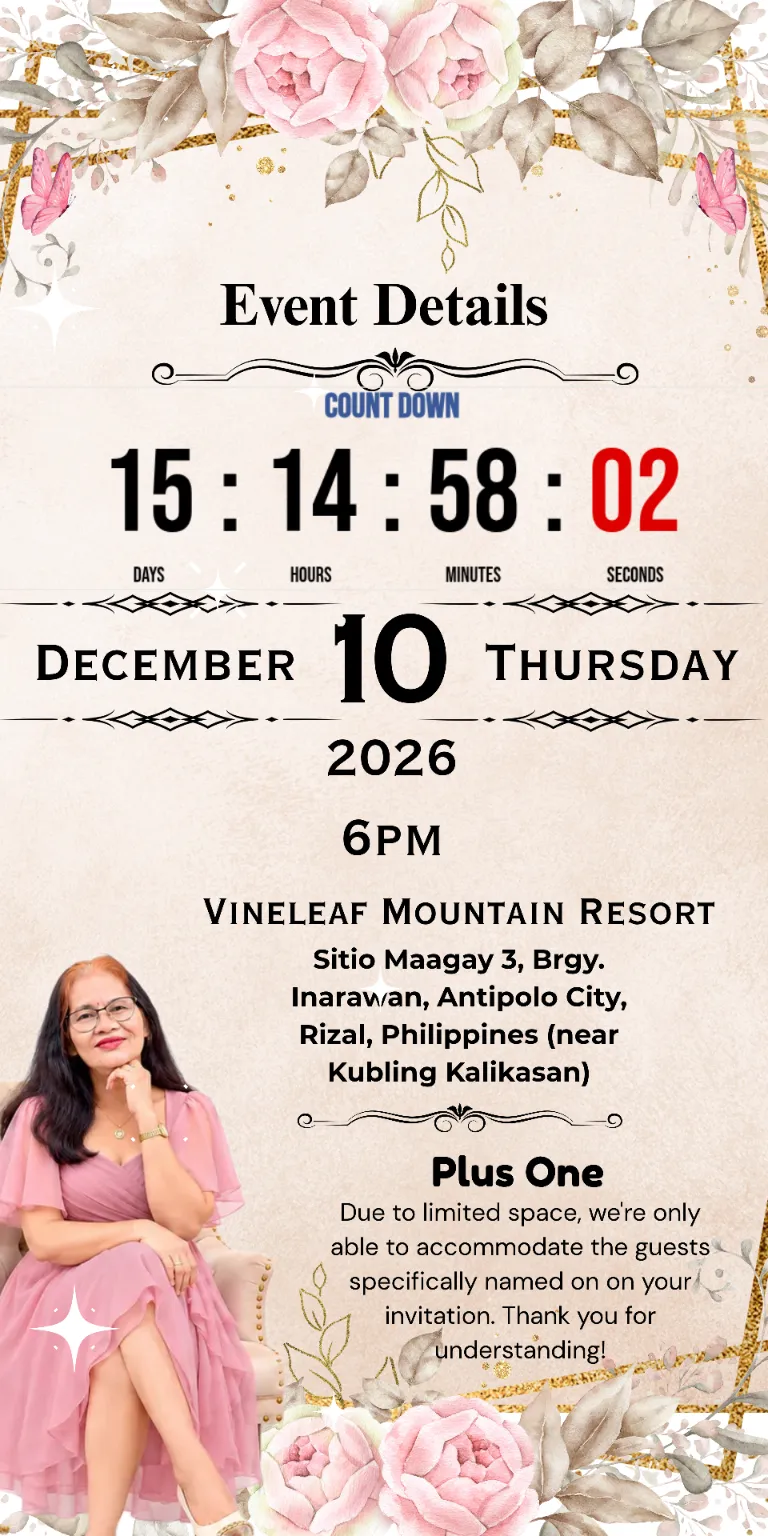 Event Details
COUNT DOWN
15 : 14 : 58 : 02
DAYS HOURS MINUTES SECONDS
DECEMBER 10 THURSDAY
2026
6PM
VINELEAF MOUNTAIN RESORT
Sitio Maagay 3, Brgy.
Inarawan, Antipolo City,
Rizal, Philippines (near
Kubling Kalikasan)
Plus One
Due to limited space, we're only
able to accommodate the guests
specifically named on on your
invitation. Thank you for
understanding!